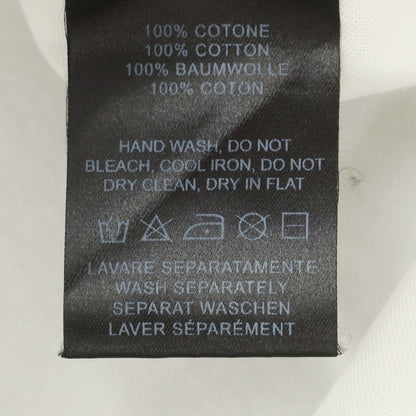 100% COTONE
100% COTTON
100% BAUMWOLLE
100% COTON
HAND WASH, DO NOT
BLEACH, COOL IRON, DO NOT
DRY CLEAN, DRY IN FLAT
LAVARE SEPARATAMENTE
WASH SEPARATELY
SEPARAT WASCHEN
LAVER SÉPARÉMENT